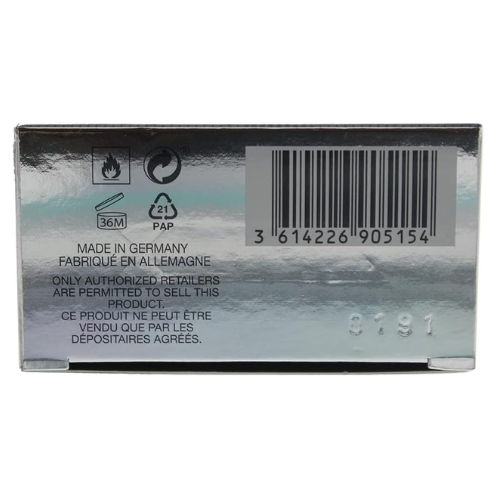 36M
21
PAP
MADE IN GERMANY
FABRIQUÉ EN ALLEMAGNE
ONLY AUTHORIZED RETAILERS
ARE PERMITTED TO SELL THIS
PRODUCT.
CE PRODUIT NE PEUT ÊTRE
VENDU QUE PAR LES
DÉPOSITAIRES AGRÉÉS.
3 614226 905154
0191